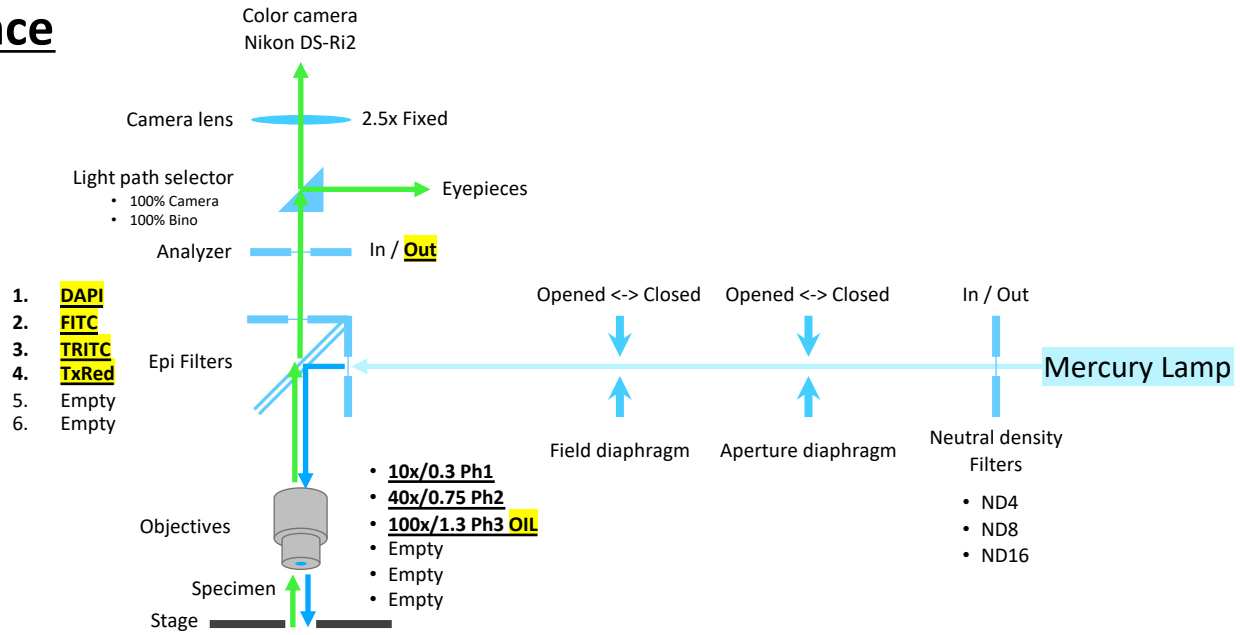 nce
Color camera
Nikon DS-Ri2
Camera lens
2.5x Fixed
Light path selector
• 100% Camera
• 100% Bino
Eyepieces
Analyzer
In / Out
1. DAPI
2. FITC
3. TRITC
4. TxRed
5. Empty
6. Empty
Epi Filters
Opened <-> Closed
Opened <-> Closed
In / Out
Mercury Lamp
Field diaphragm
Aperture diaphragm
Neutral density
Filters
• ND4
• ND8
• ND16
Objectives
• 10x/0.3 Ph1
• 40x/0.75 Ph2
• 100x/1.3 Ph3 OIL
• Empty
• Empty
• Empty
Specimen
Stage